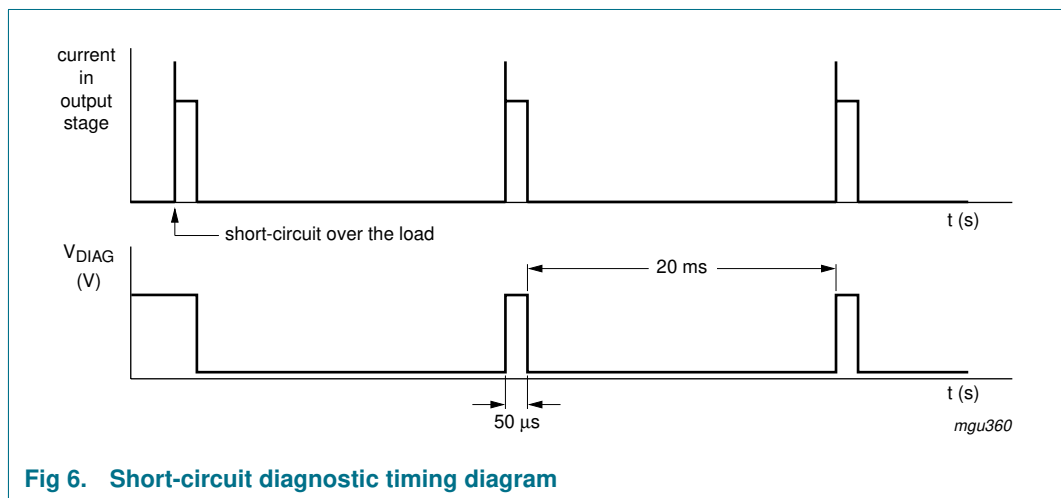 current
in
output
stage
t (s)
short-circuit over the load
VDIAG
(V)
20 ms
t (s)
50 μs
mgu360
Fig 6. Short-circuit diagnostic timing diagram